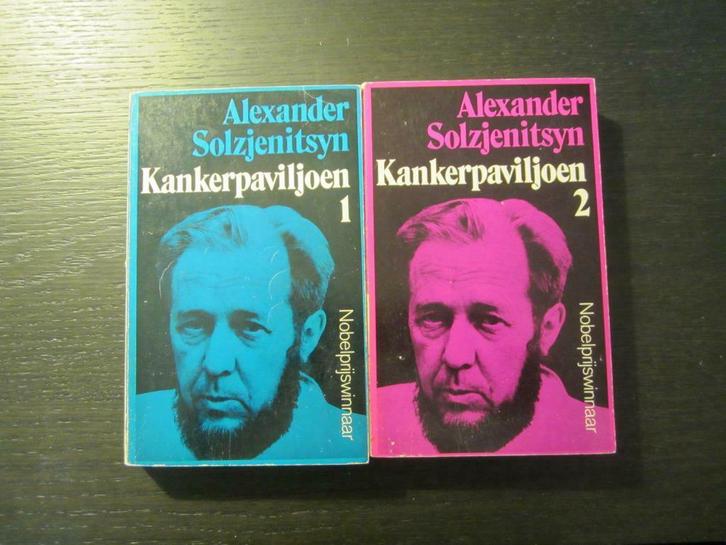 Alexander
Solzjenitsyn
Kankerpaviljoen
1
Nobelprijswinnaar
Alexander
Solzjenitsyn
Kankerpaviljoen
2
Nobelprijswinnaar